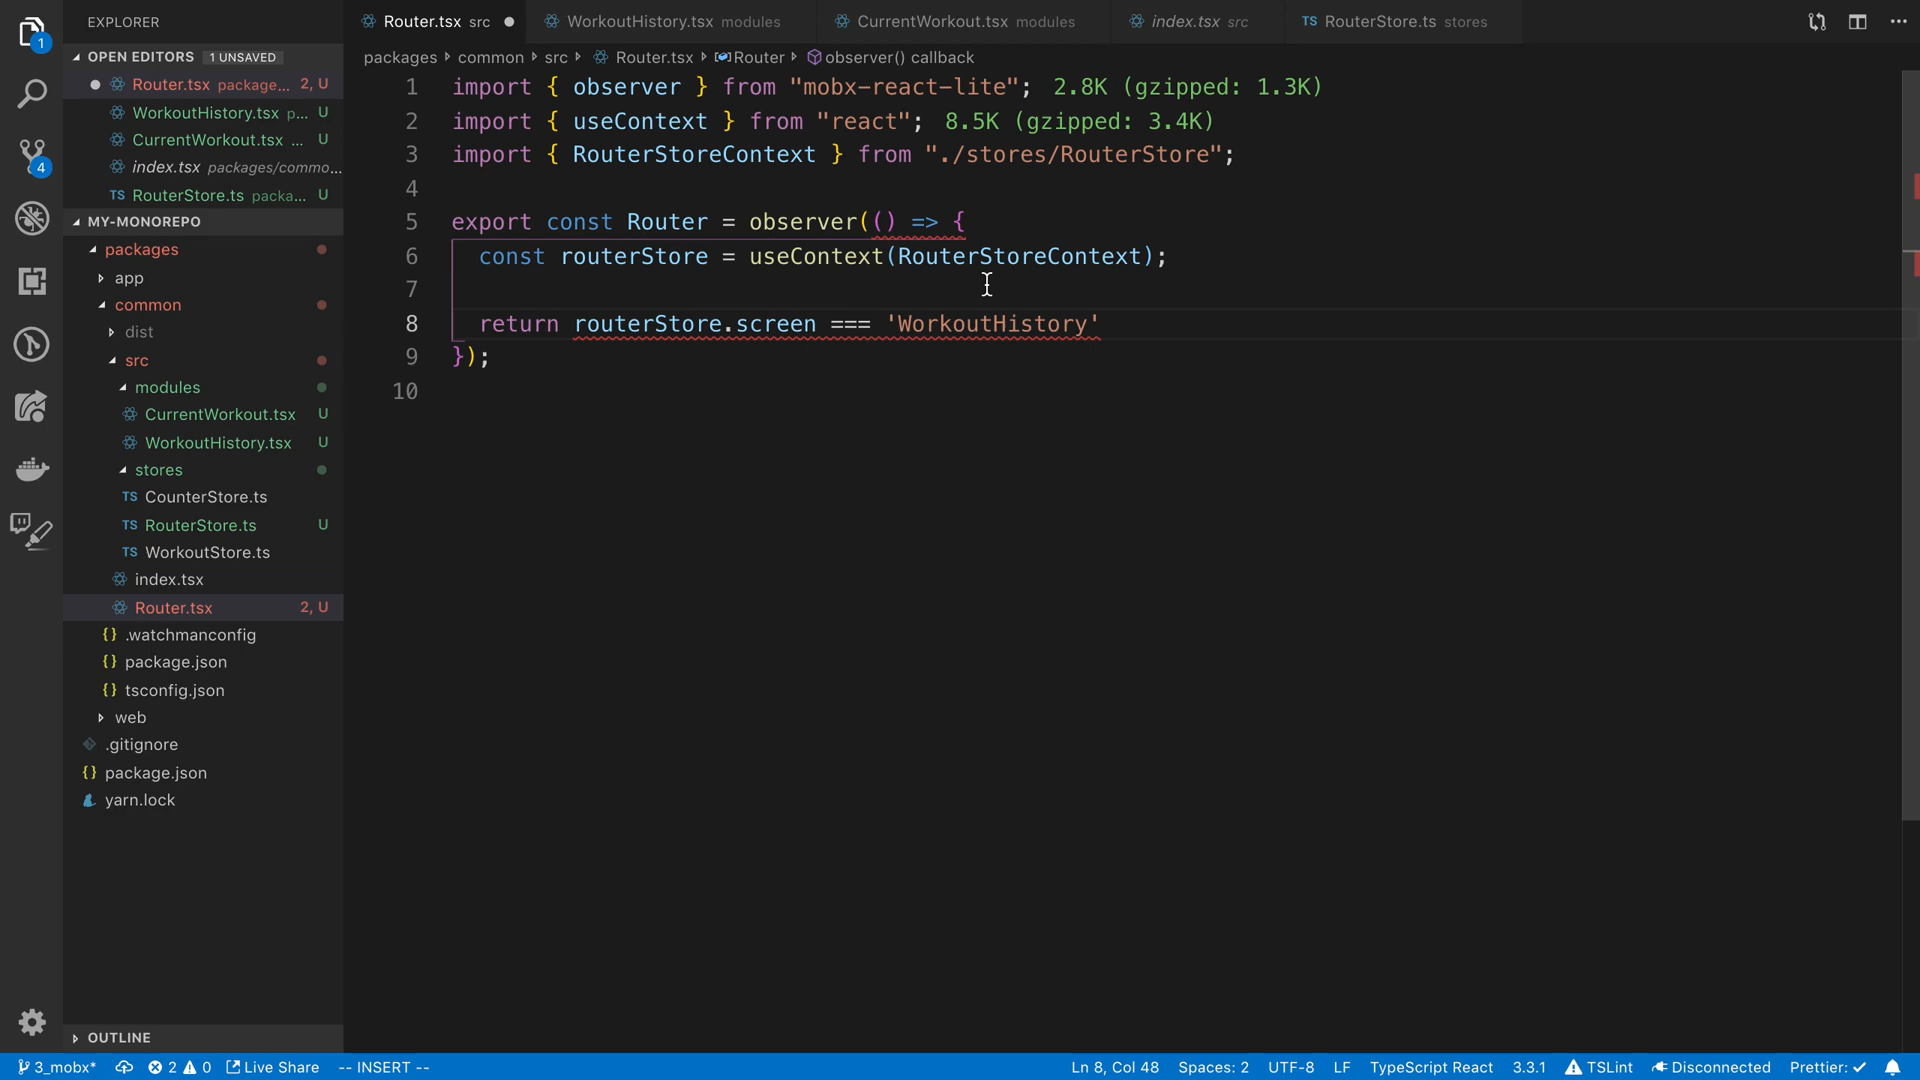 EXPLORER
OPEN EDITORS 1 UNSAVED
Router.tsx package... 2, U
WorkoutHistory.tsx p... U
CurrentWorkout.tsx ... U
index.tsx packages/commo...
TS RouterStore.ts packa... U
MY-MONOREPO
packages
app
common
dist
src
modules
CurrentWorkout.tsx U
WorkoutHistory.tsx U
stores
TS CounterStore.ts
TS RouterStore.ts U
TS WorkoutStore.ts
index.tsx
Router.tsx 2, U
{} .watchmanconfig
{} package.json
{} tsconfig.json
web
.gitignore
{} package.json
yarn.lock
OUTLINE
1
4
Router.tsx src
WorkoutHistory.tsx modules
CurrentWorkout.tsx modules
index.tsx src
TS RouterStore.ts stores
packages common src Router.tsx Router observer() callback
1 import { observer } from "mobx-react-lite"; 2.8K (gzipped: 1.3K)
2 import { useContext } from "react"; 8.5K (gzipped: 3.4K)
3 import { RouterStoreContext } from "./stores/RouterStore";
4
5 export const Router = observer(() => {
6 const routerStore = useContext(RouterStoreContext);
7
8 return routerStore.screen === 'WorkoutHistory'
9 });
10
3_mobx* 2 0 Live Share -- INSERT -- Ln 8, Col 48 Spaces: 2 UTF-8 LF TypeScript React 3.3.1 TSLint Disconnected Prettier: